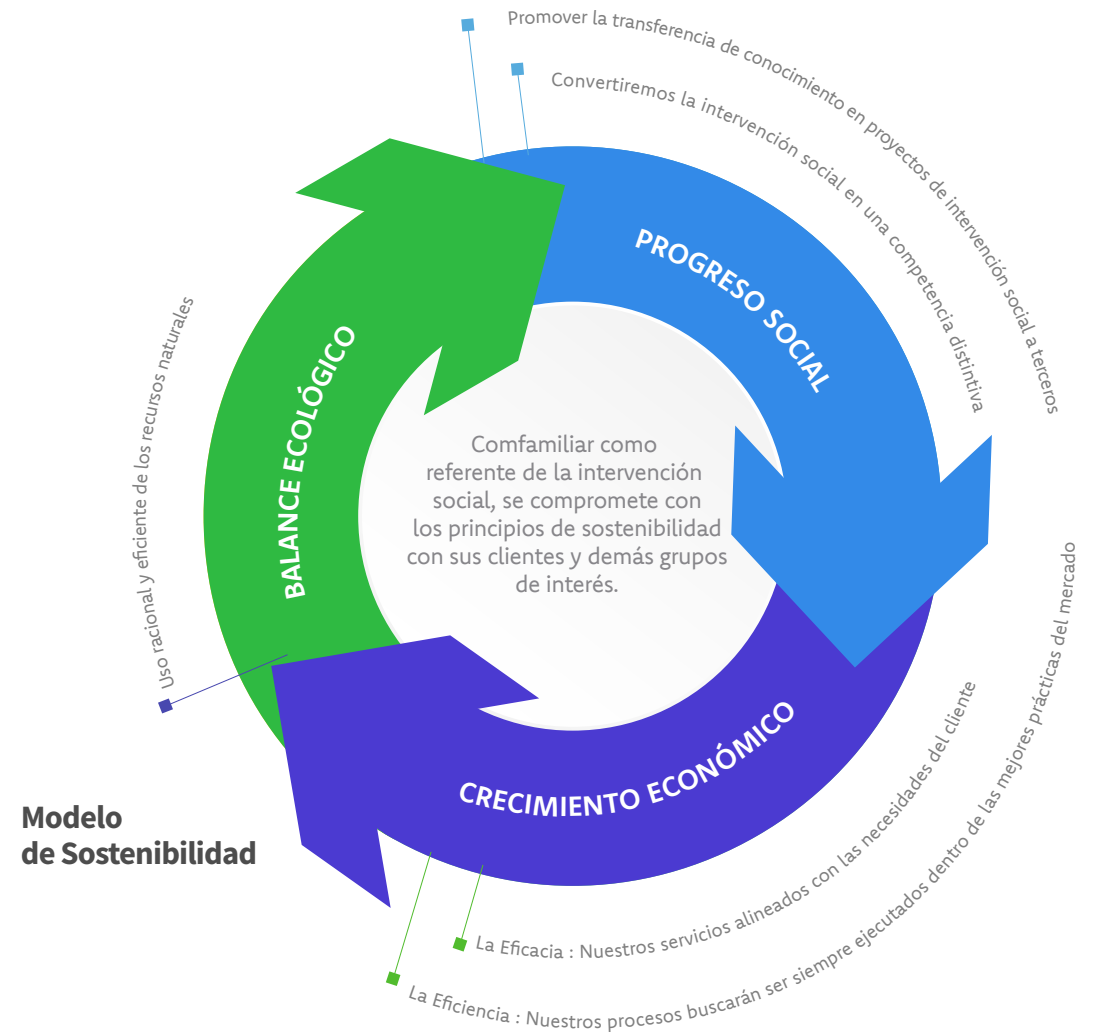 Promover la transferencia de conocimiento en proyectos de intervención social a terceros
Convertiremos la intervención social en una competencia distintiva
PROGRESO SOCIAL
BALANCE ECOLÓGICO
Uso racional y eficiente de los recursos naturales
Comfamiliar como
referente de la intervención
social, se compromete con
los principios de sostenibilidad
con sus clientes y demás grupos
de interés.
CRECIMIENTO ECONÓMICO
Modelo
de Sostenibilidad
La Eficacia : Nuestros servicios alineados con las necesidades del cliente
La Eficiencia : Nuestros procesos buscarán ser siempre ejecutados dentro de las mejores prácticas del mercado